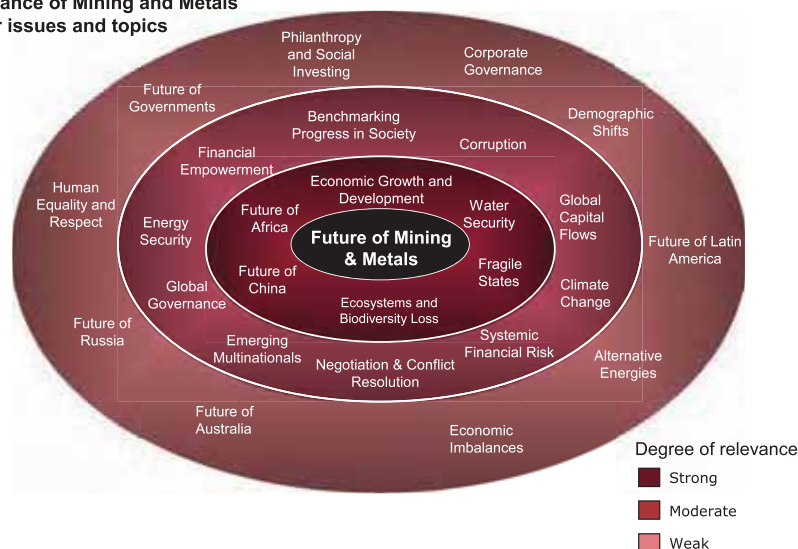 ance of Mining and Metals
r issues and topics
Philanthropy
and Social
Investing
Corporate
Governance
Future of
Governments
Benchmarking
Progress in Society
Demographic
Shifts
Corruption
Financial
Empowerment
Human
Equality and
Respect
Economic Growth and
Development
Water
Security
Global
Capital
Flows
Future of
Africa
Energy
Security
Future of Mining
& Metals
Future of Latin
America
Future of
China
Fragile
States
Global
Governance
Climate
Change
Ecosystems and
Biodiversity Loss
Future of
Russia
Emerging
Multinationals
Systemic
Financial Risk
Negotiation & Conflict
Resolution
Alternative
Energies
Future of
Australia
Economic
Imbalances
Degree of relevance
Strong
Moderate
Weak